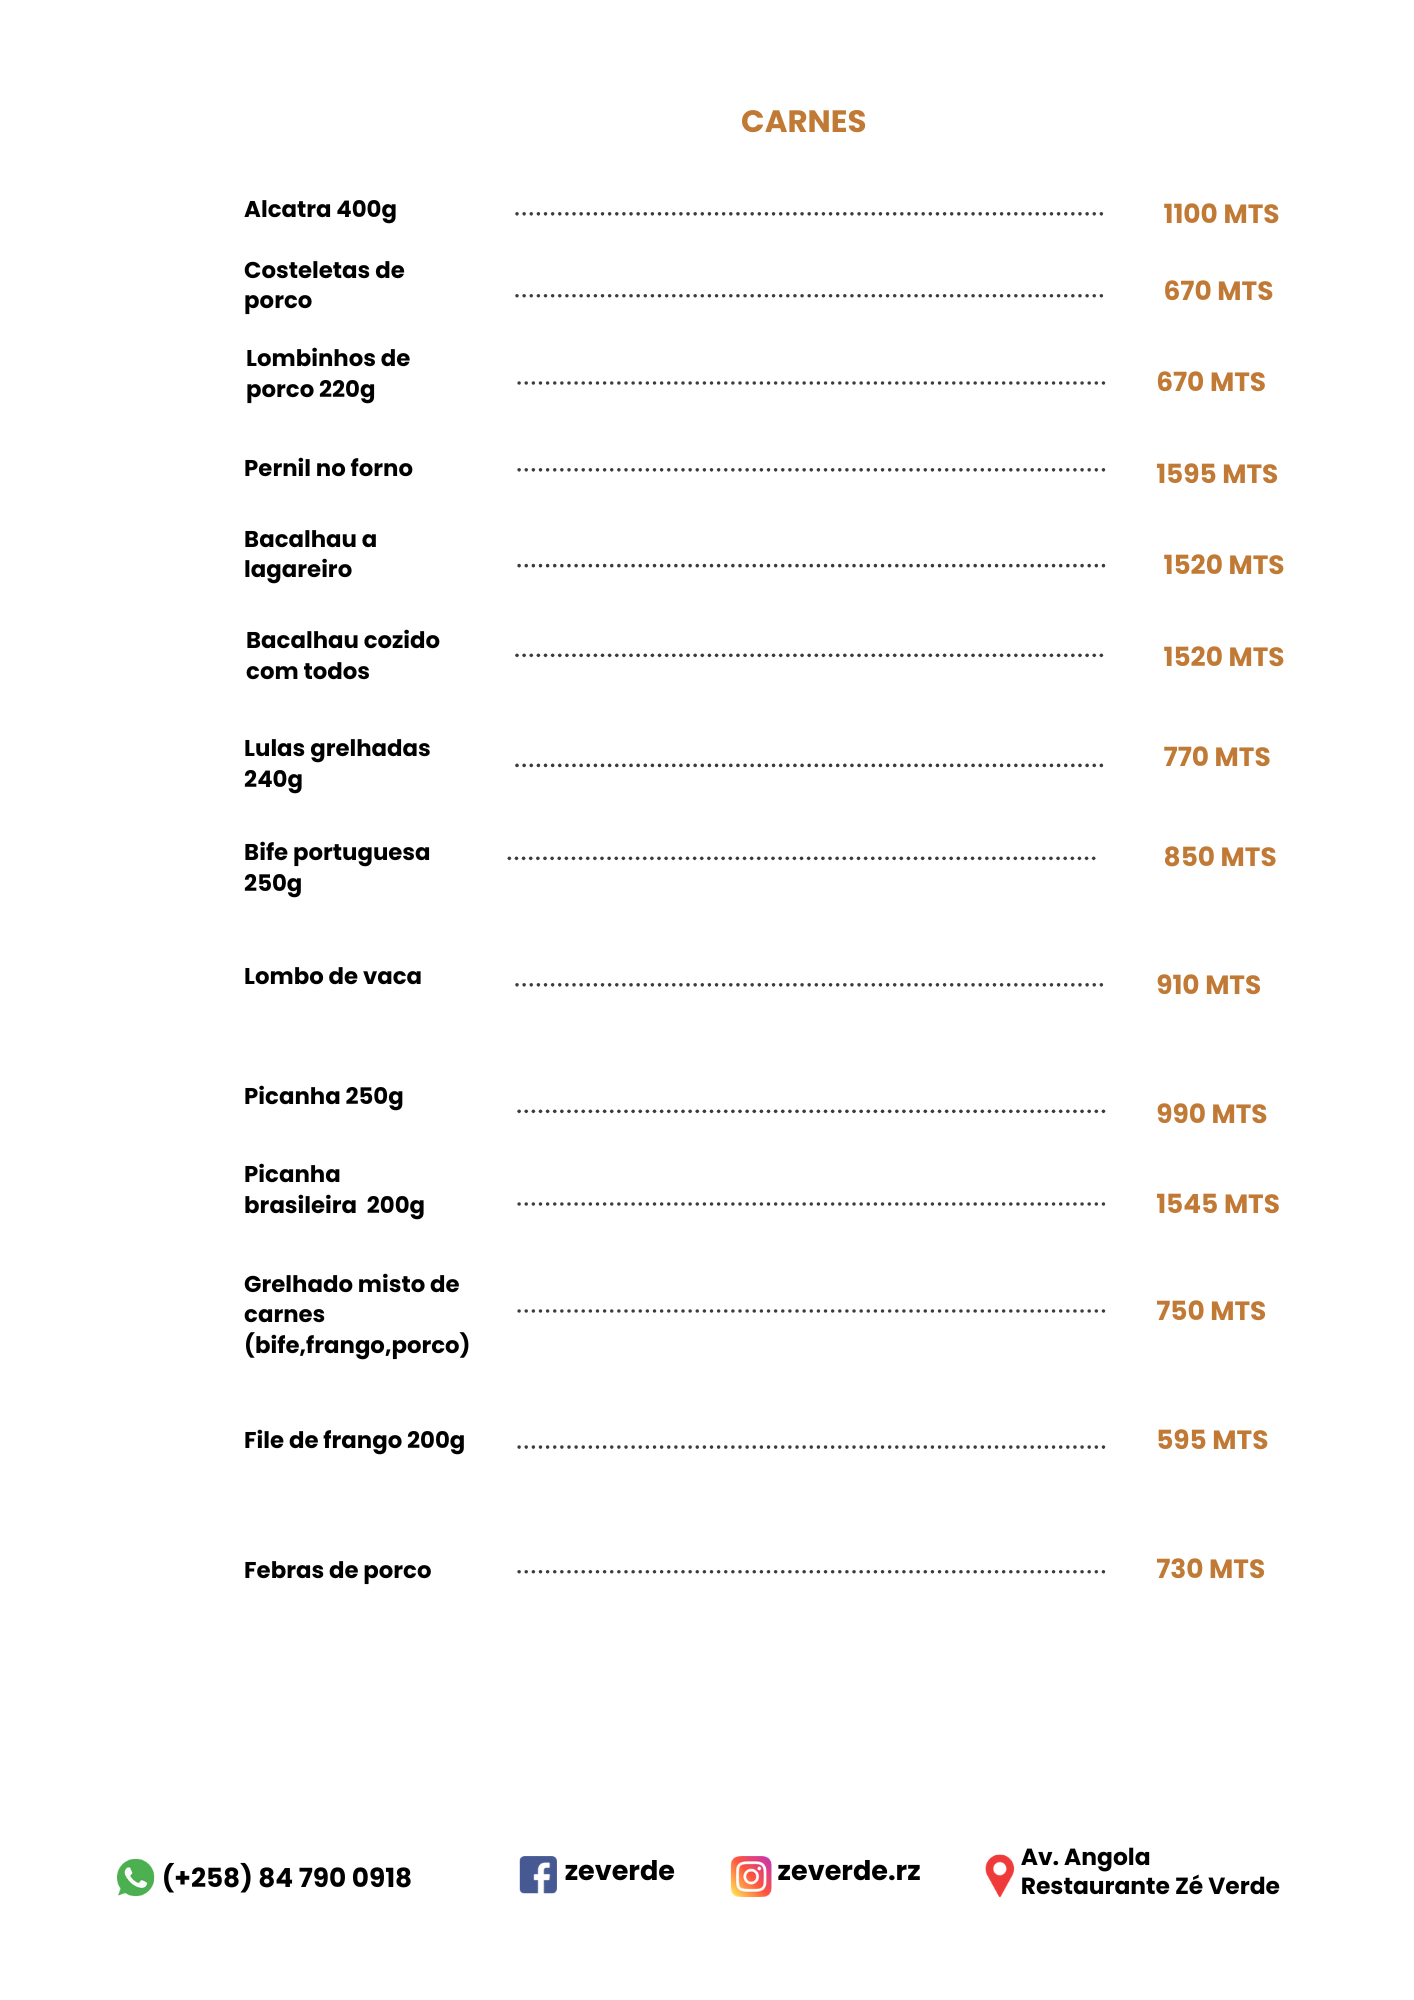 CARNES
Alcatra 400g ........ 1100 MTS
Costeletas de
porco ........ 670 MTS
Lombinhos de
porco 220g ........ 670 MTS
Pernil no forno ........ 1595 MTS
Bacalhau a
lagareiro ........ 1520 MTS
Bacalhau cozido
com todos ........ 1520 MTS
Lulas grelhadas
240g ........ 770 MTS
Bife portuguesa ........ 850 MTS
250g
Lombo de vaca ........ 910 MTS
Picanha 250g ........ 990 MTS
Picanha
brasileira  200g ........ 1545 MTS
Grelhado misto de
carnes ........ 750 MTS
(bife,frango,porco)
File de frango 200g ........ 595 MTS
Febras de porco ........ 730 MTS
(+258) 84 790 0918
zeverde
zeverde.rz
Av. Angola
Restaurante Zé Verde